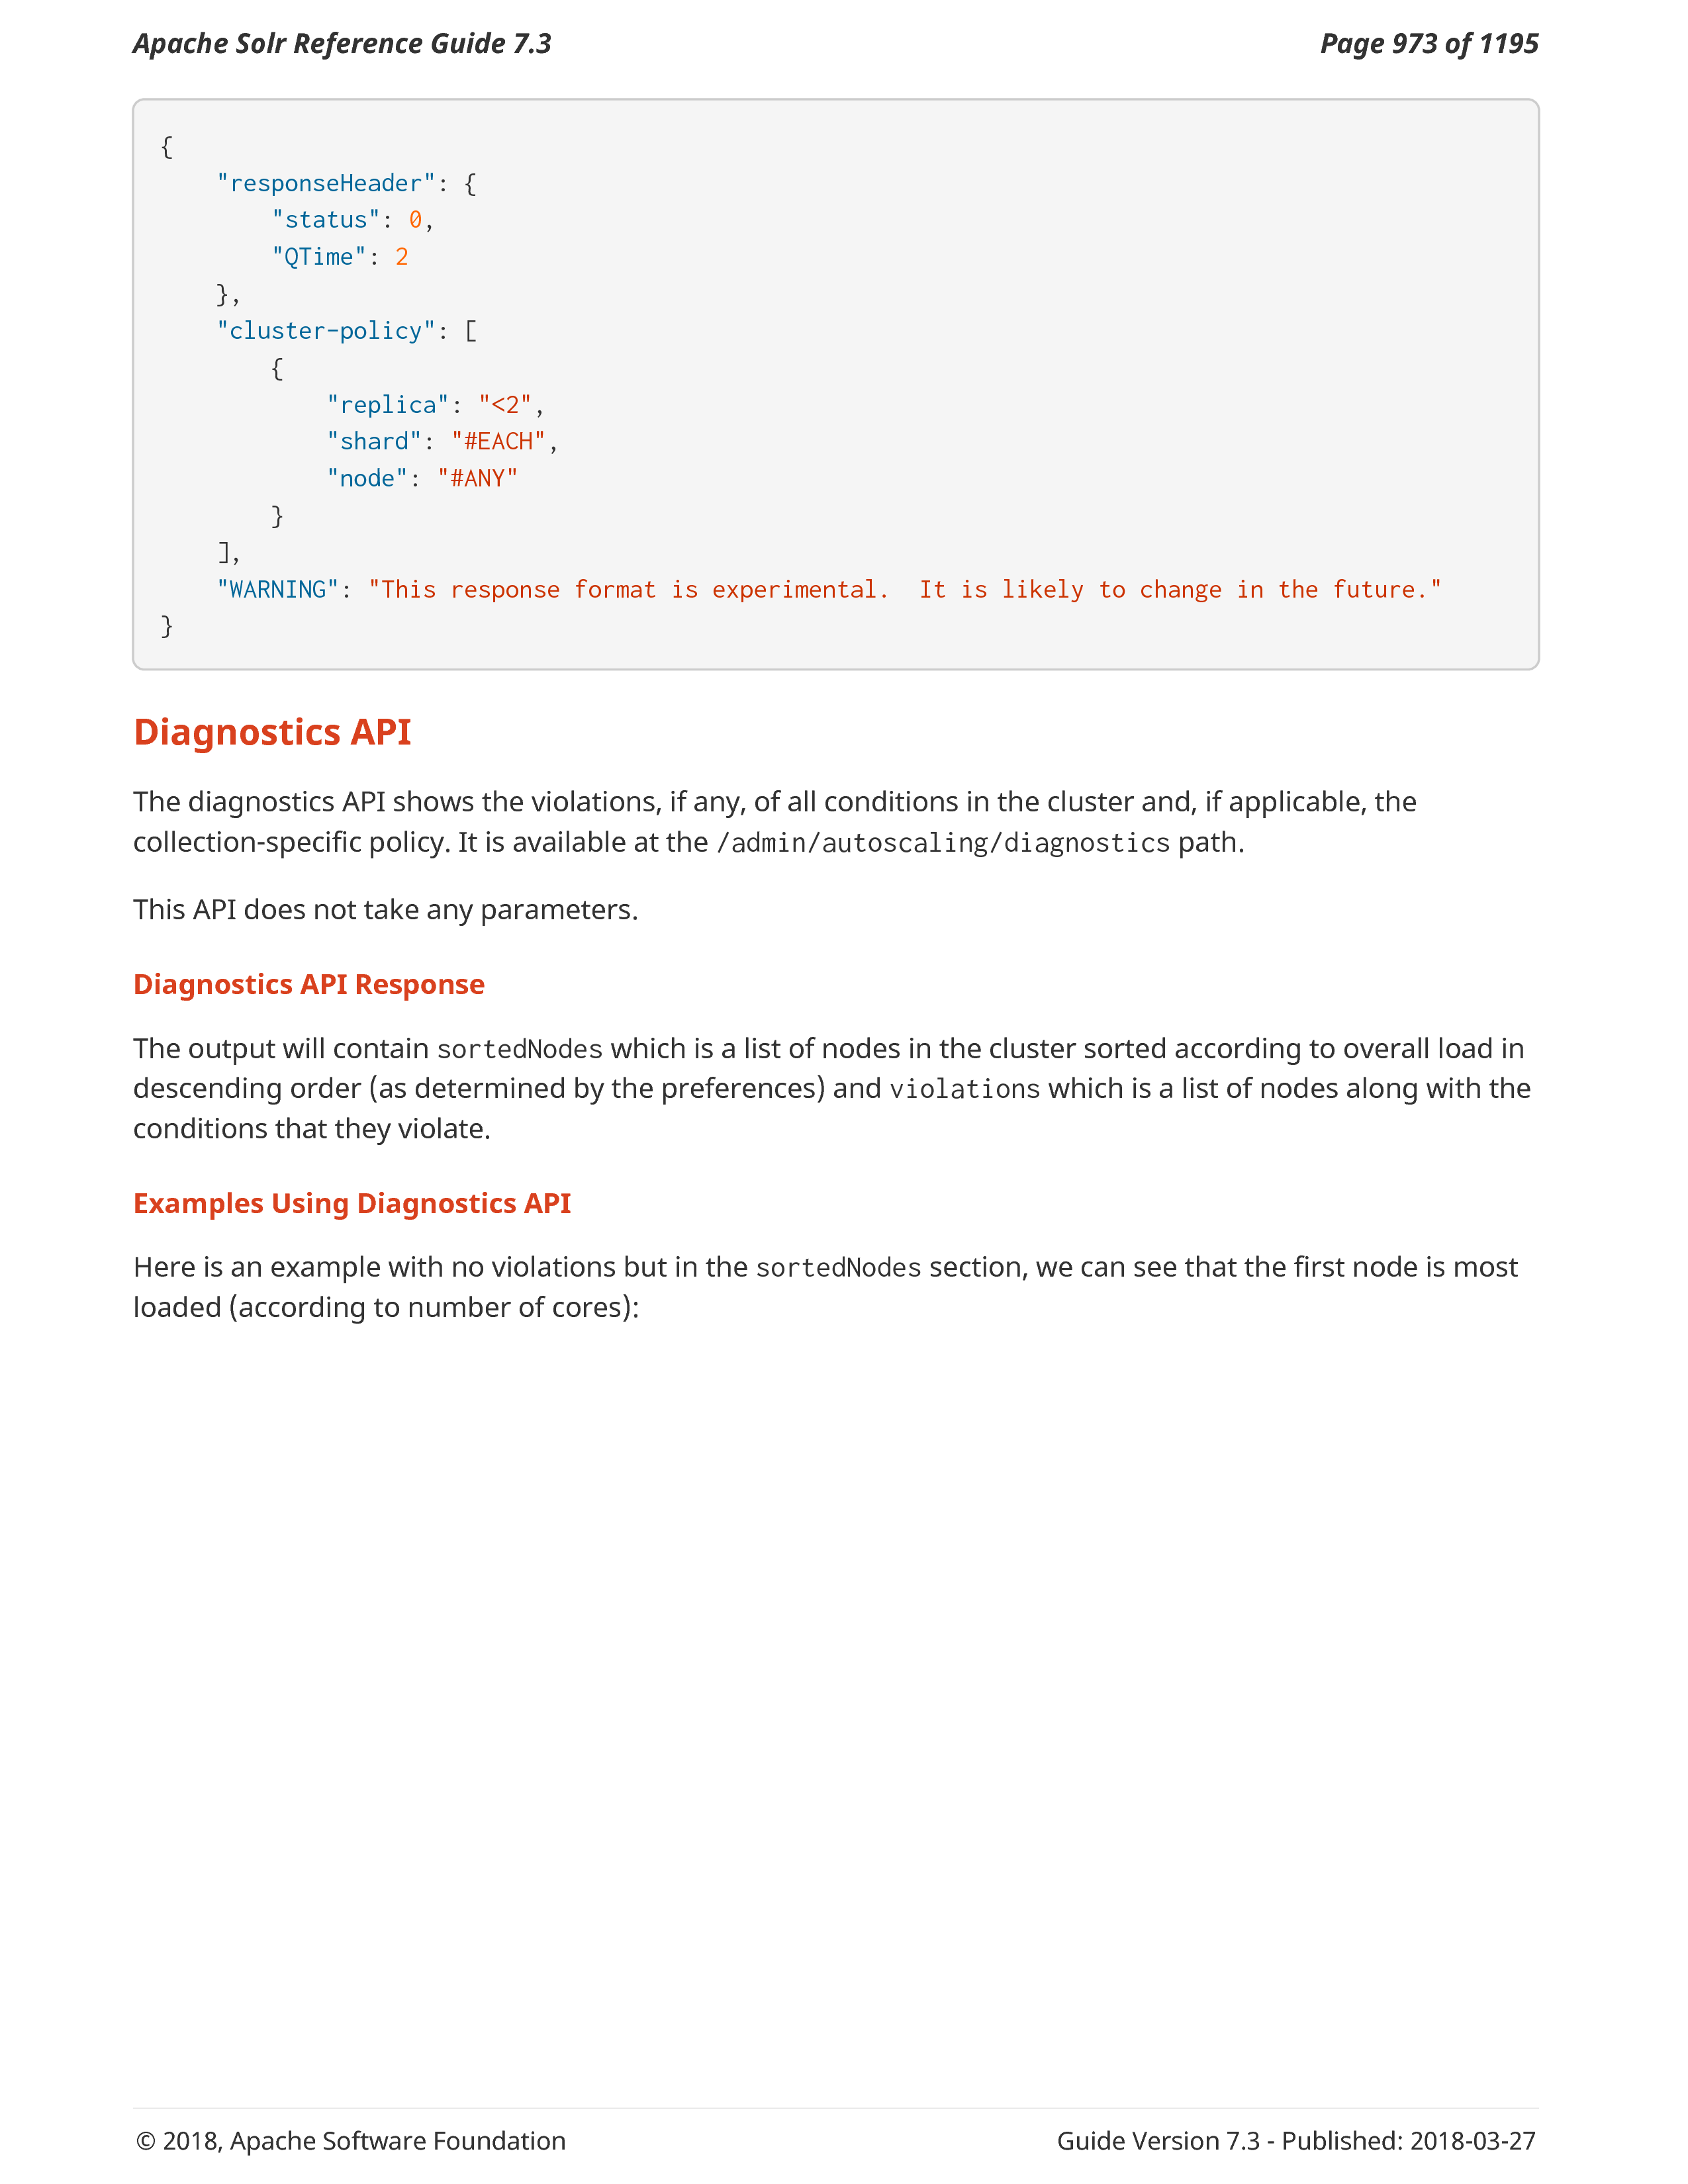 Apache Solr Reference Guide 7.3
Page 973 of 1195
{
    "responseHeader": {
        "status": 0,
        "QTime": 2
    },
    "cluster-policy": [
        {
            "replica": "<2",
            "shard": "#EACH",
            "node": "#ANY"
        }
    ],
    "WARNING": "This response format is experimental.  It is likely to change in the future."
}
Diagnostics API
The diagnostics API shows the violations, if any, of all conditions in the cluster and, if applicable, the
collection-specific policy. It is available at the /admin/autoscaling/diagnostics path.
This API does not take any parameters.
Diagnostics API Response
The output will contain sortedNodes which is a list of nodes in the cluster sorted according to overall load in
descending order (as determined by the preferences) and violations which is a list of nodes along with the
conditions that they violate.
Examples Using Diagnostics API
Here is an example with no violations but in the sortedNodes section, we can see that the first node is most
loaded (according to number of cores):
© 2018, Apache Software Foundation
Guide Version 7.3 - Published: 2018-03-27